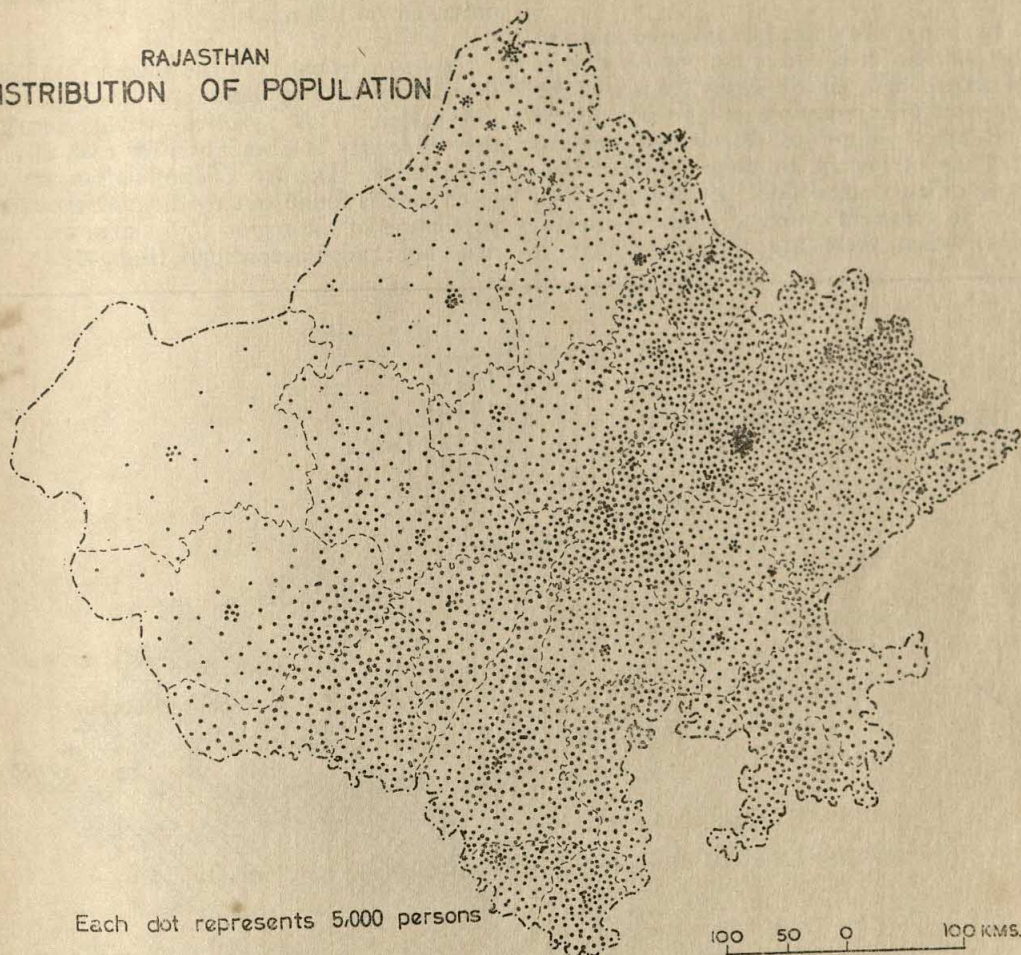 RAJASTHAN
ISTRIBUTION OF POPULATION
Each dot represents 5,000 persons
100 50 0 100 KMS.